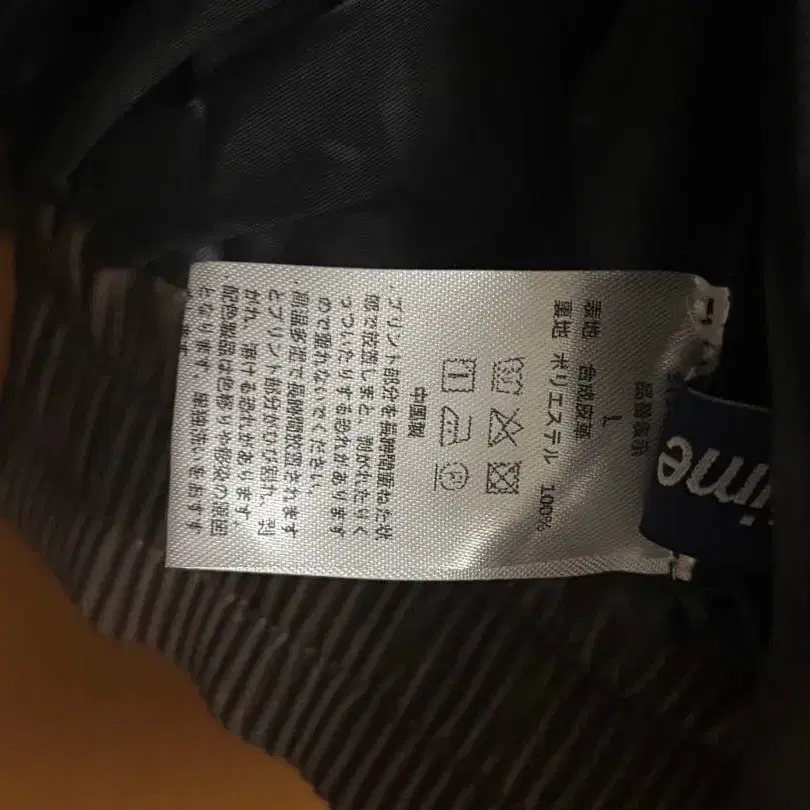 品質表示
L
表地 合成皮革
裏地 ポリエステル 100%
中国製
・プリント部分を長時間重ねた状
態で放置しますと、剥がれたりく
っついたりする恐れがあります
ので重ねないでください。
・高温多湿で長時間放置されます
とプリント部分がひび割れ、剥
がれ、溶ける恐れがあります。
・配色製品は色移りや移染の原因
となります。単独洗いをおすす
ime